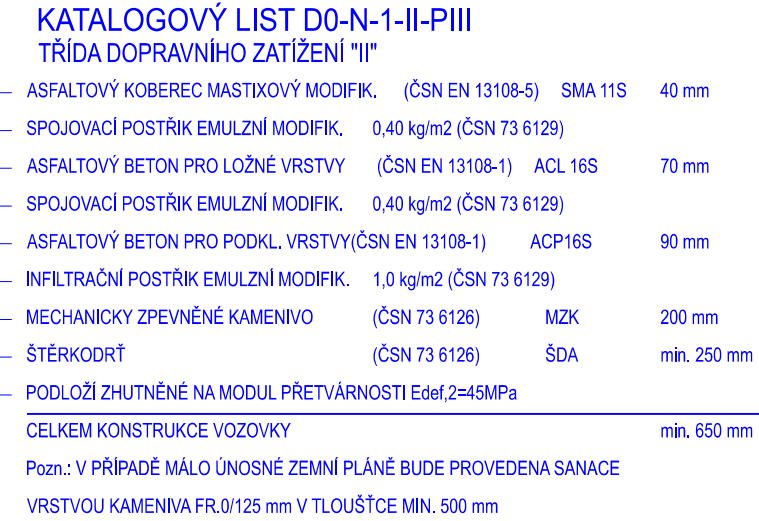 KATALOGOVÝ LIST D0-N-1-II-PIII
TŘÍDA DOPRAVNÍHO ZATÍŽENÍ "II"
– ASFALTOVÝ KOBEREC MASTIXOVÝ MODIFIK. (ČSN EN 13108-5) SMA 11S 40 mm
– SPOJOVACÍ POSTŘIK EMULZNÍ MODIFIK. 0,40 kg/m2 (ČSN 73 6129)
– ASFALTOVÝ BETON PRO LOŽNÉ VRSTVY (ČSN EN 13108-1) ACL 16S 70 mm
– SPOJOVACÍ POSTŘIK EMULZNÍ MODIFIK. 0,40 kg/m2 (ČSN 73 6129)
– ASFALTOVÝ BETON PRO PODKL. VRSTVY(ČSN EN 13108-1) ACP16S 90 mm
– INFILTRAČNÍ POSTŘIK EMULZNÍ MODIFIK. 1,0 kg/m2 (ČSN 73 6129)
– MECHANICKY ZPEVNĚNÉ KAMENIVO (ČSN 73 6126) MZK 200 mm
– ŠTĚRKODRŤ (ČSN 73 6126) ŠDA min. 250 mm
– PODLOŽÍ ZHUTNĚNÉ NA MODUL PŘETVÁRNOSTI Edef,2=45MPa
CELKEM KONSTRUKCE VOZOVKY min. 650 mm
Pozn.: V PŘÍPADĚ MÁLO ÚNOSNÉ ZEMNÍ PLÁNĚ BUDE PROVEDENA SANACE
VRSTVOU KAMENIVA FR.0/125 mm V TLOUŠŤCE MIN. 500 mm